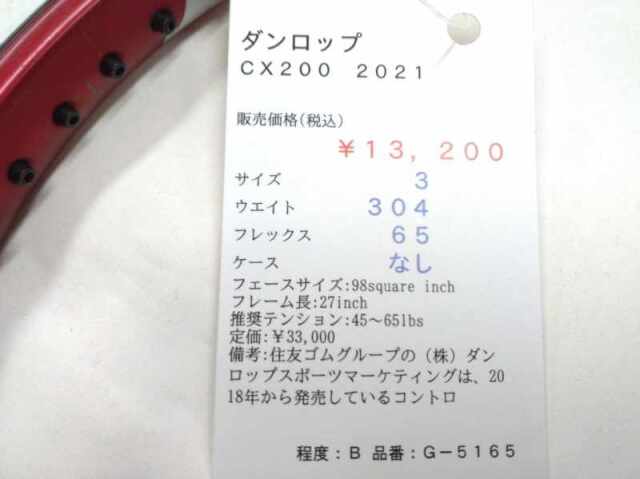 ダンロップ
CX200 2021
販売価格(税込)
¥13,200
サイズ 3
ウエイト 304
フレックス 65
ケース なし
フェースサイズ:98square inch
フレーム長:27inch
推奨テンション:45〜65lbs
定価:¥33,000
備考:住友ゴムグループの（株）ダン
ロップスポーツマーケティングは、20
18年から発売しているコントロ
程度:B 品番:G-5165